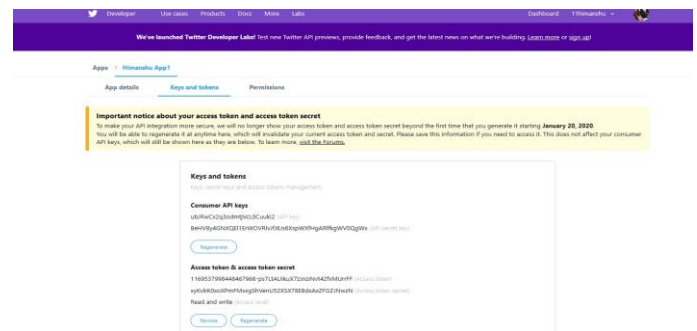 Developer Use cases Products Docs More Labs Dashboard
We've launched Twitter Developer Labs! Test new Twitter API previews, provide feedback, and get the latest news on what we're building. Learn more or sign up!
Apps > Himanshu App1
App details Keys and tokens Permissions
Important notice about your access token and access token secret
To make your API integration more secure, we will no longer show your access token and access token secret beyond the first time that you generate it starting January 20, 2020.
You will be able to regenerate it at anytime here, which will invalidate your current access token and secret. Please save this information if you need to access it. This does not affect your consumer
API keys, which will still be shown here as they are below. To learn more, visit the Forums.
Keys and tokens
Keys, secret keys and access tokens management.
Consumer API keys
(API key)
(API secret key)
Regenerate
Access token & access token secret
(Access token)
(Access token secret)
Read and write (Access level)
Revoke Regenerate